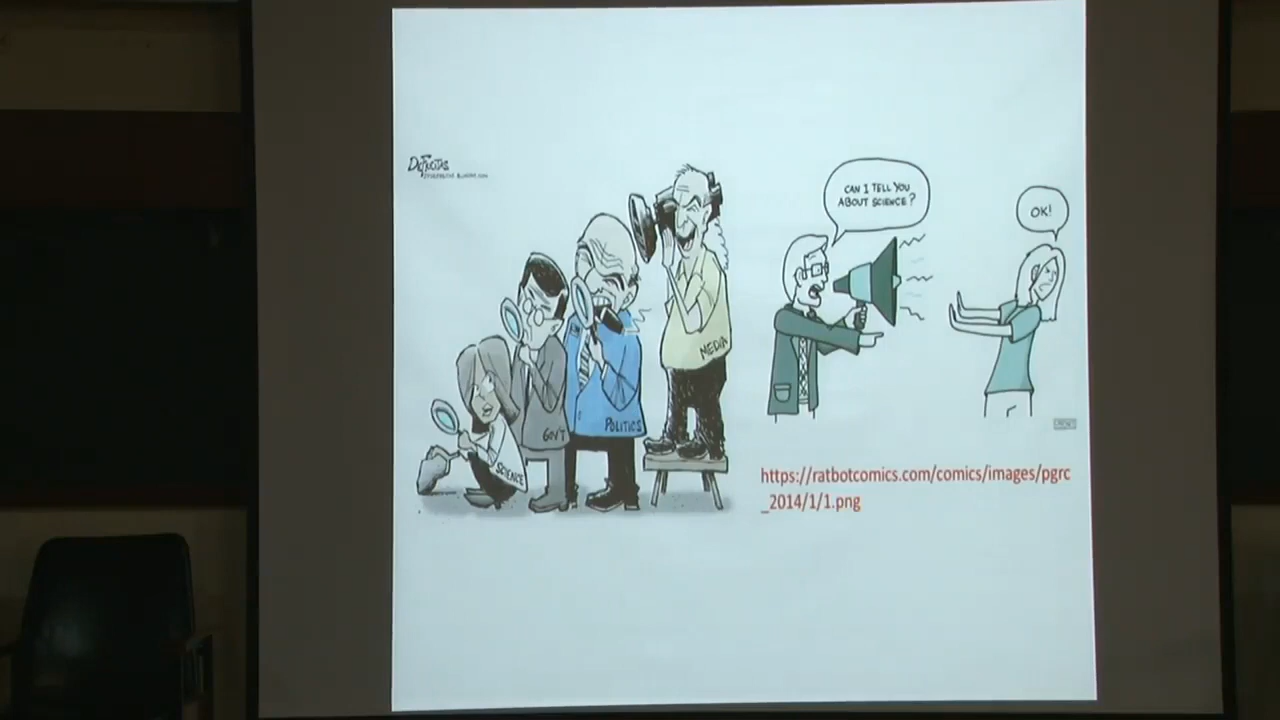 SCIENCE
GOV'T
POLITICS
MEDIA
CAN I TELL YOU
ABOUT SCIENCE?
OK!
https://ratbotcomics.com/comics/images/pgrc
_2014/1/1.png